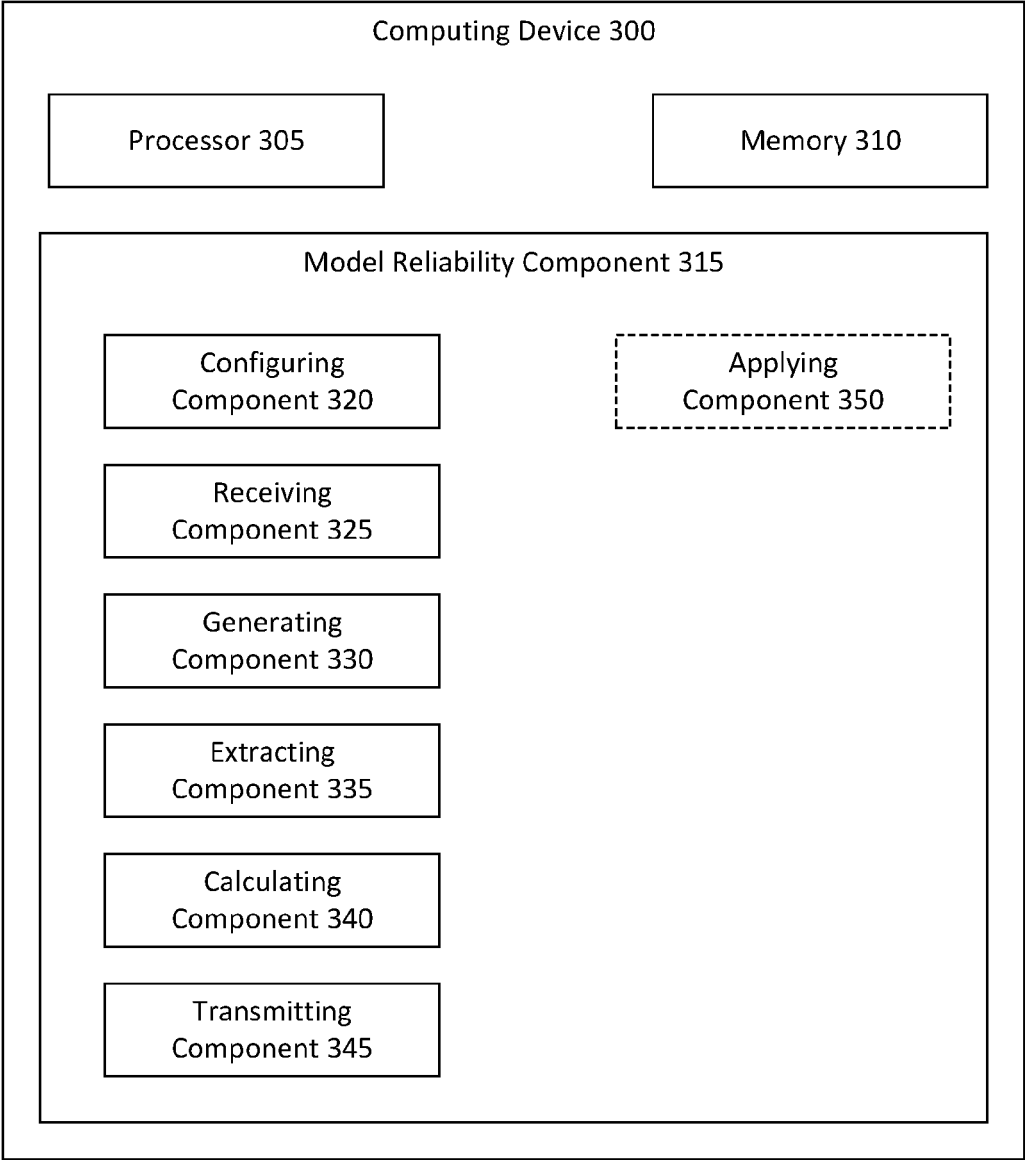 Computing Device 300
Processor 305
Memory 310
Model Reliability Component 315
Configuring
Component 320
Applying
Component 350
Receiving
Component 325
Generating
Component 330
Extracting
Component 335
Calculating
Component 340
Transmitting
Component 345